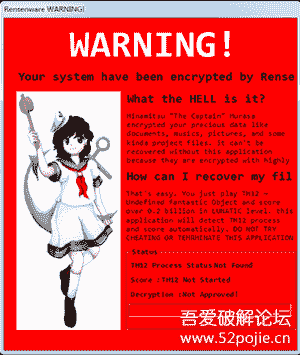 Rensenware WARNING!
WARNING!
Your system have been encrypted by Rense
What the HELL is it?
Minamitsu "The Captain" Murasa
encrypted your precious data like
documents, musics, pictures, and some
kinda project files. It can't be
recovered without this application
because they are encrypted with highly
How can I recover my fil
That's easy. You just play TH12 ~
Undefined Fantastic Object and score
over 0.2 billion in LUNATIC level. this
application will detect TH12 process
and score automatically. DO NOT TRY
CHEATING OR TERMINATE THIS APPLICATION
Status
TH12 Process Status:Not Found
Score :TH12 Not Started
Decryption :Not Approved!
吾爱破解论坛
www.52pojie.cn